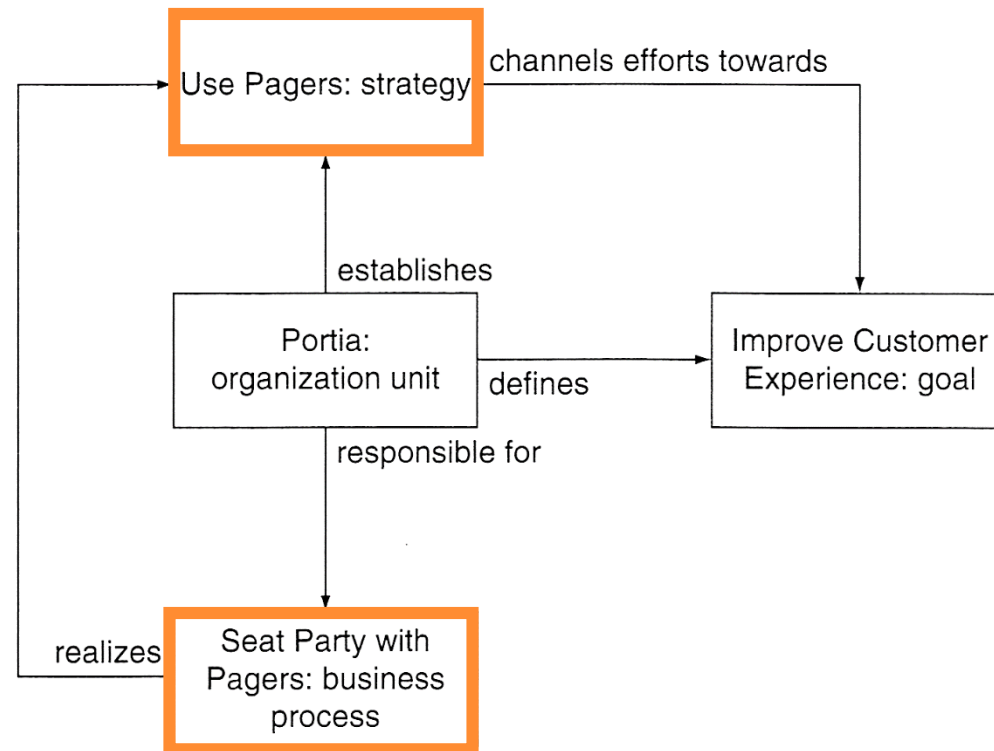 channels efforts towards
Use Pagers: strategy
establishes
Portia:
organization unit
defines
Improve Customer
Experience: goal
responsible for
realizes
Seat Party with
Pagers: business
process